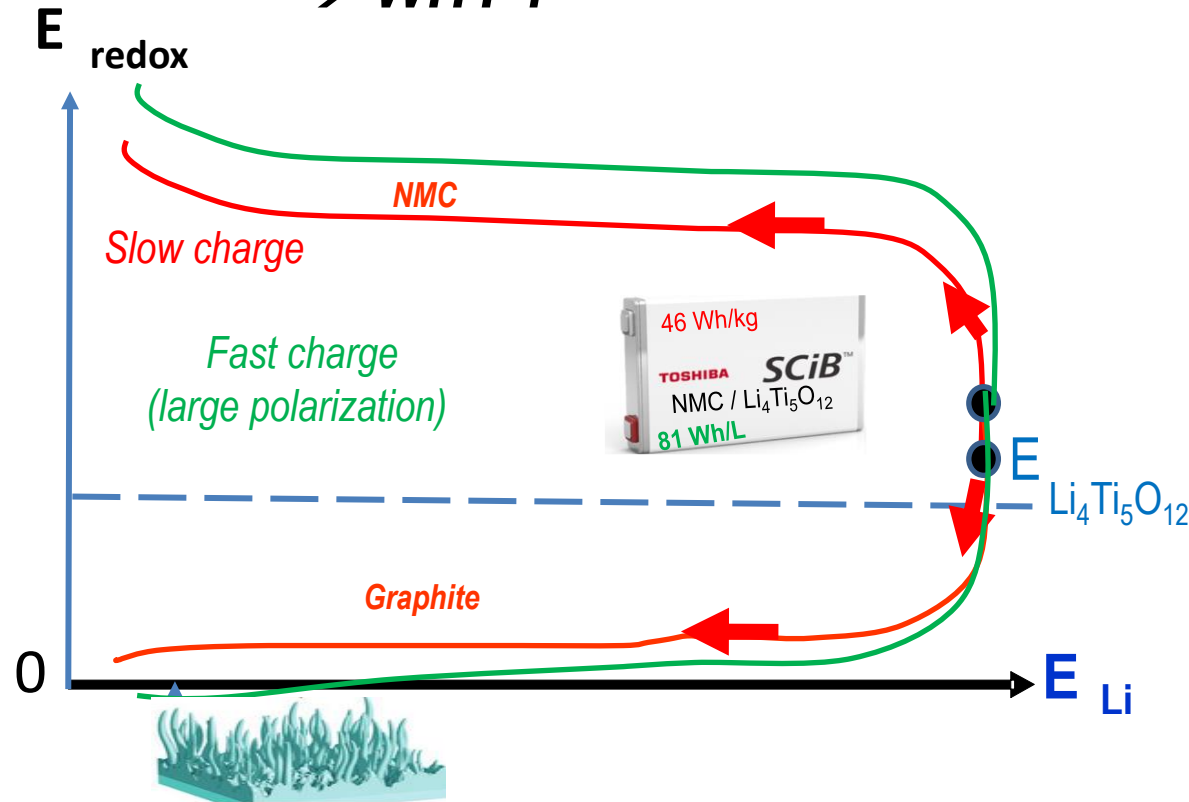 E redox
NMC
Slow charge
Fast charge
(large polarization)
46 Wh/kg
TOSHIBA SCiB™
NMC / Li₄Ti₅O₁₂
81 Wh/L
E Li₄Ti₅O₁₂
Graphite
0
E Li